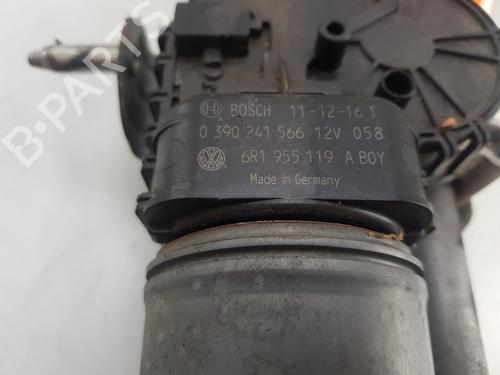 BOSCH 11-12-16 1
0 390 241 566 12V 058
6R1 955 119 A BOY
Made in Germany
B-PARTS